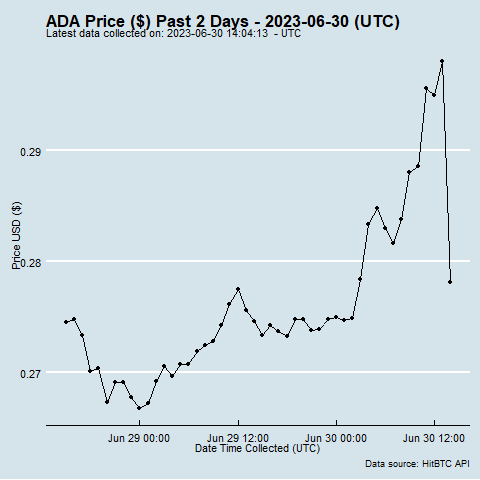 ADA Price ($) Past 2 Days - 2023-06-30 (UTC)
Latest data collected on: 2023-06-30 14:04:13 - UTC
0.29
Price USD ($)
0.28
0.27
Jun 29 00:00 Jun 29 12:00 Jun 30 00:00 Jun 30 12:00
Date Time Collected (UTC)
Data source: HitBTC API